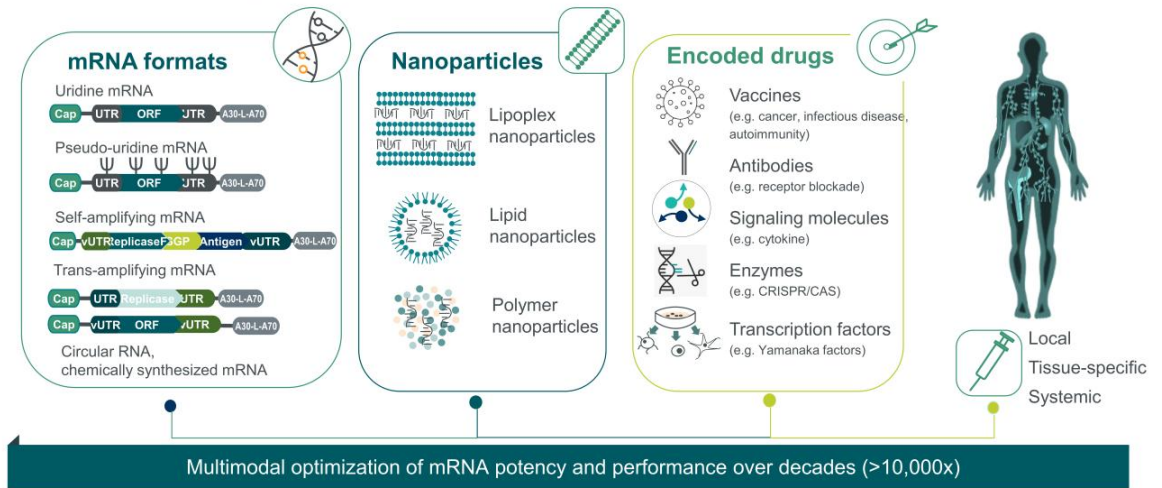 mRNA formats
Uridine mRNA
Cap UTR ORF UTR A30-L-A70
Pseudo-uridine mRNA
Cap UTR ORF UTR A30-L-A70
Self-amplifying mRNA
Cap vUTR Replicase SGP Antigen vUTR A30-L-A70
Trans-amplifying mRNA
Cap UTR Replicase UTR A30-L-A70
Cap vUTR ORF vUTR A30-L-A70
Circular RNA,
chemically synthesized mRNA
Nanoparticles
Lipoplex
nanoparticles
Lipid
nanoparticles
Polymer
nanoparticles
Encoded drugs
Vaccines
(e.g. cancer, infectious disease,
autoimmunity)
Antibodies
(e.g. receptor blockade)
Signaling molecules
(e.g. cytokine)
Enzymes
(e.g. CRISPR/CAS)
Transcription factors
(e.g. Yamanaka factors)
Local
Tissue-specific
Systemic
Multimodal optimization of mRNA potency and performance over decades (>10,000x)